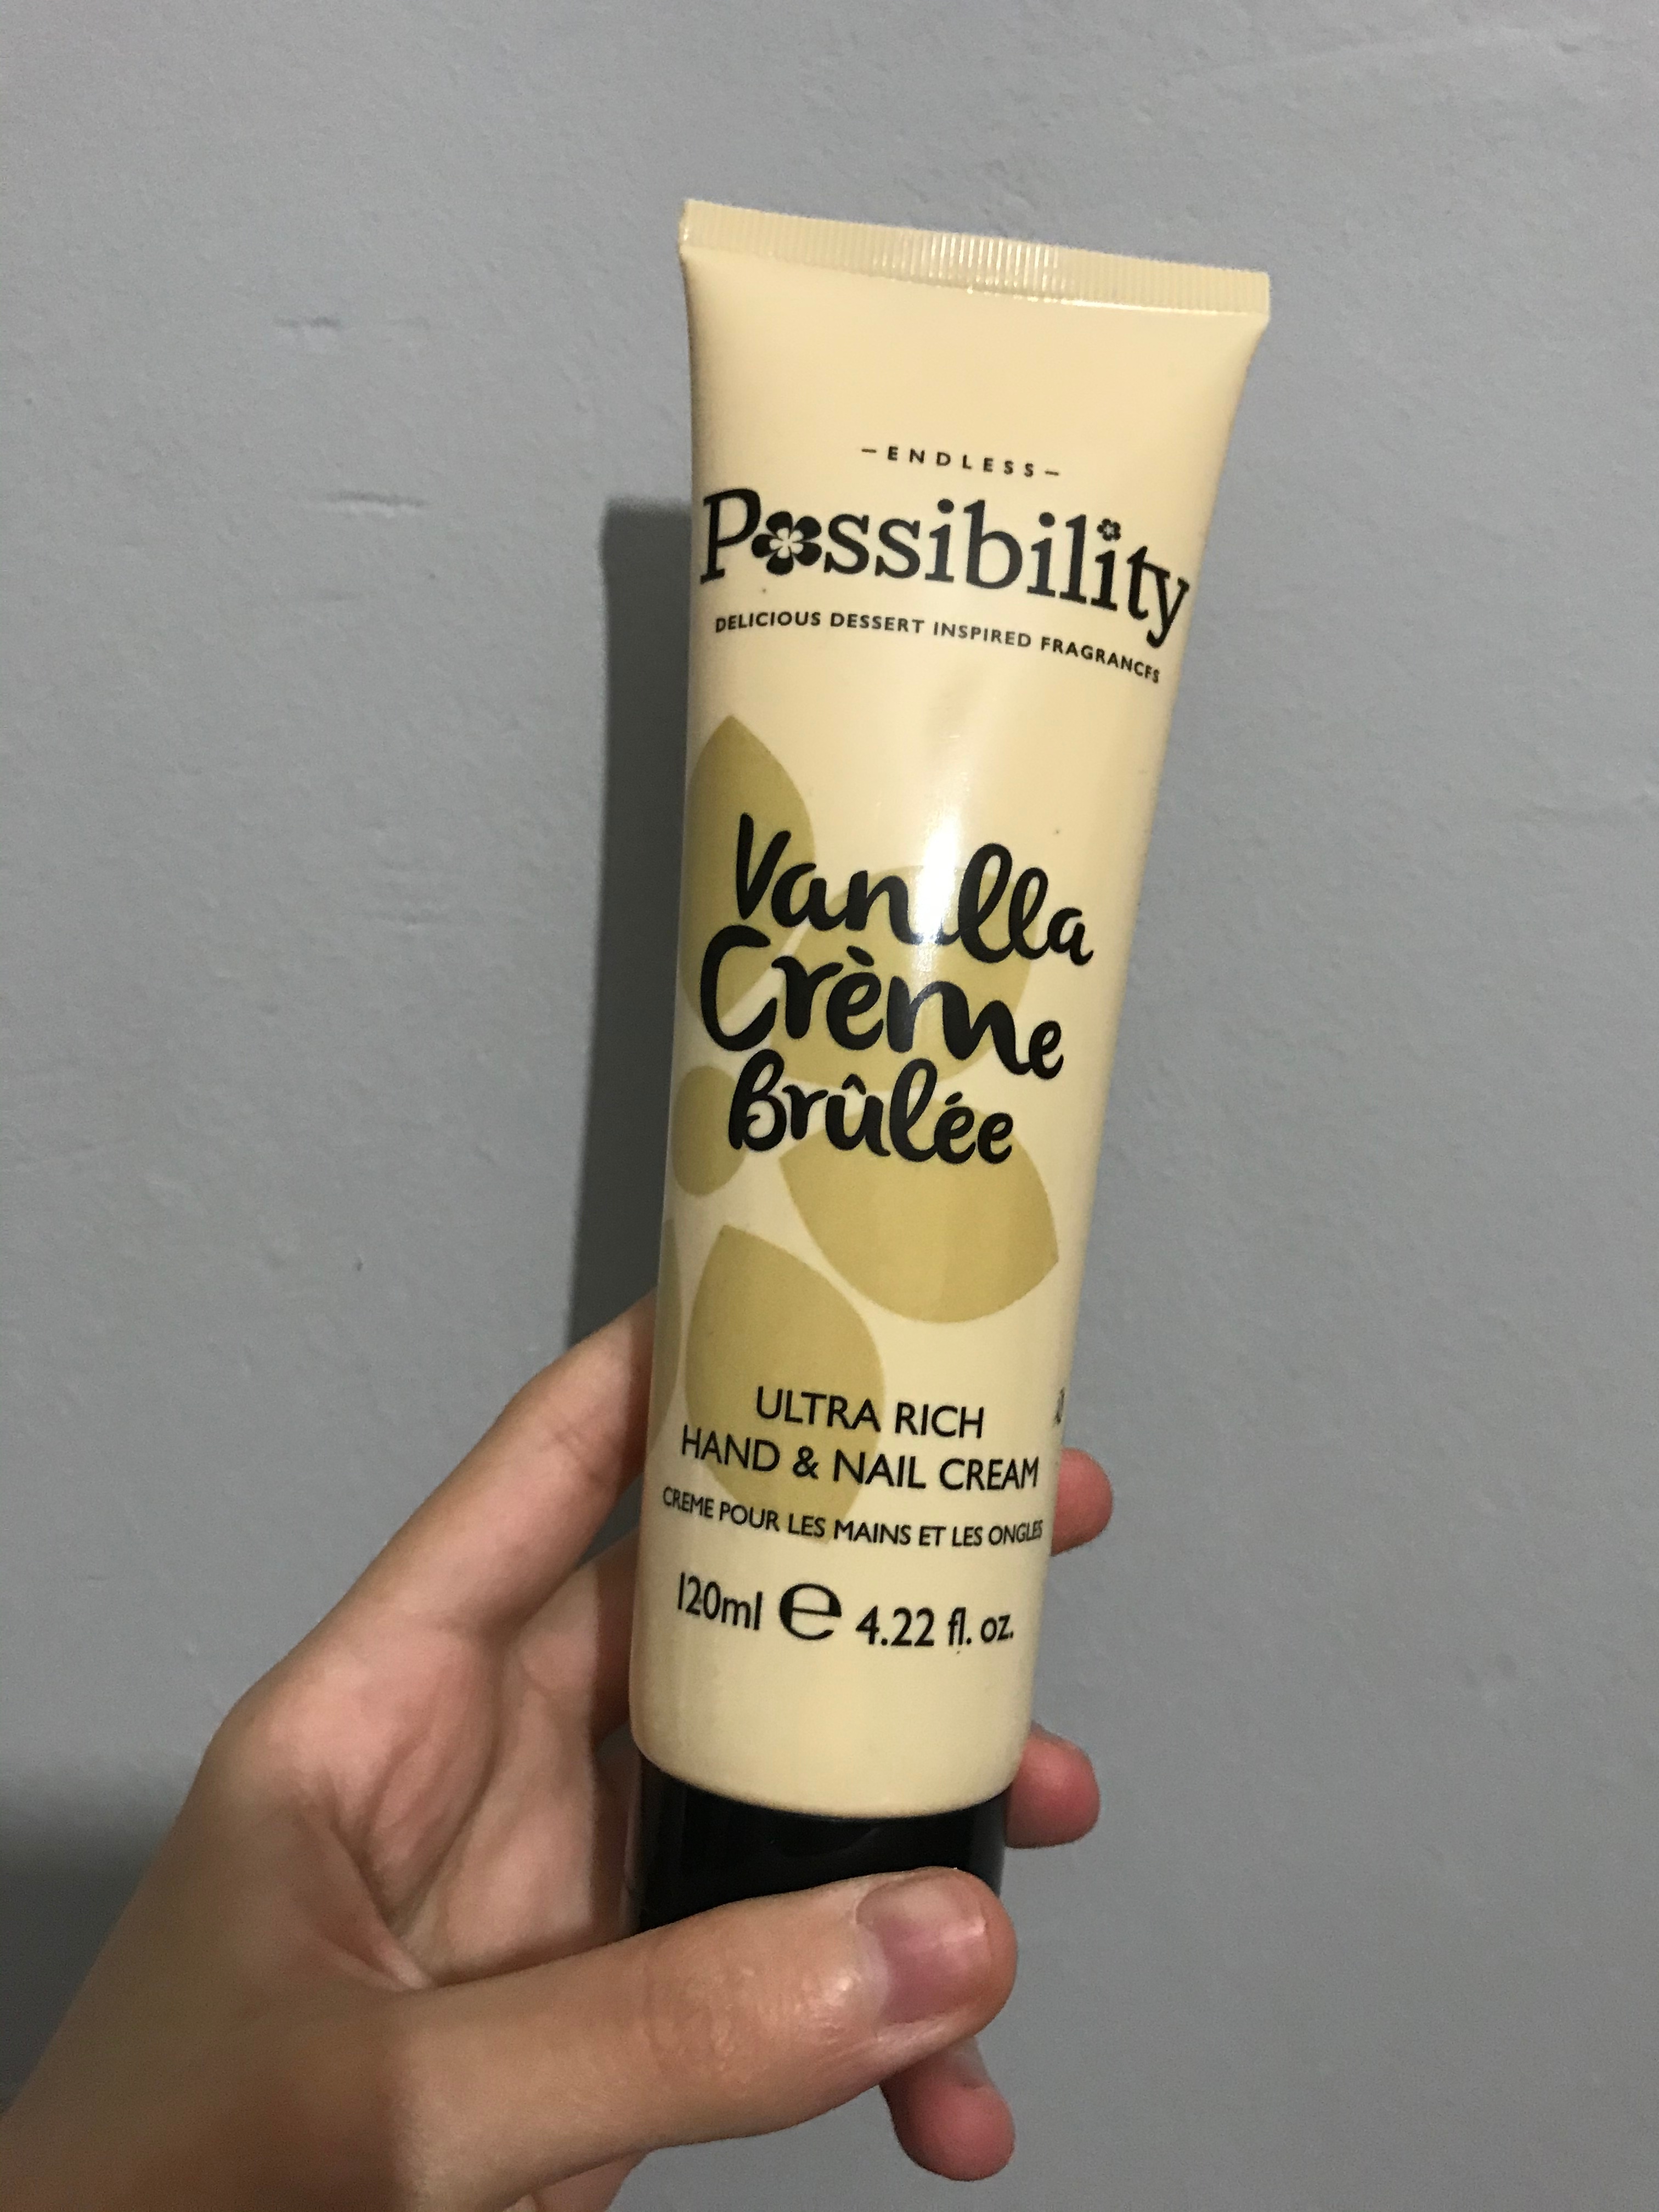 –ENDLESS–
Possibility
DELICIOUS DESSERT INSPIRED FRAGRANCES
Vanilla
Crème
Brûlée
ULTRA RICH
HAND & NAIL CREAM
CREME POUR LES MAINS ET LES ONGLES
120ml e 4.22 fl. oz.